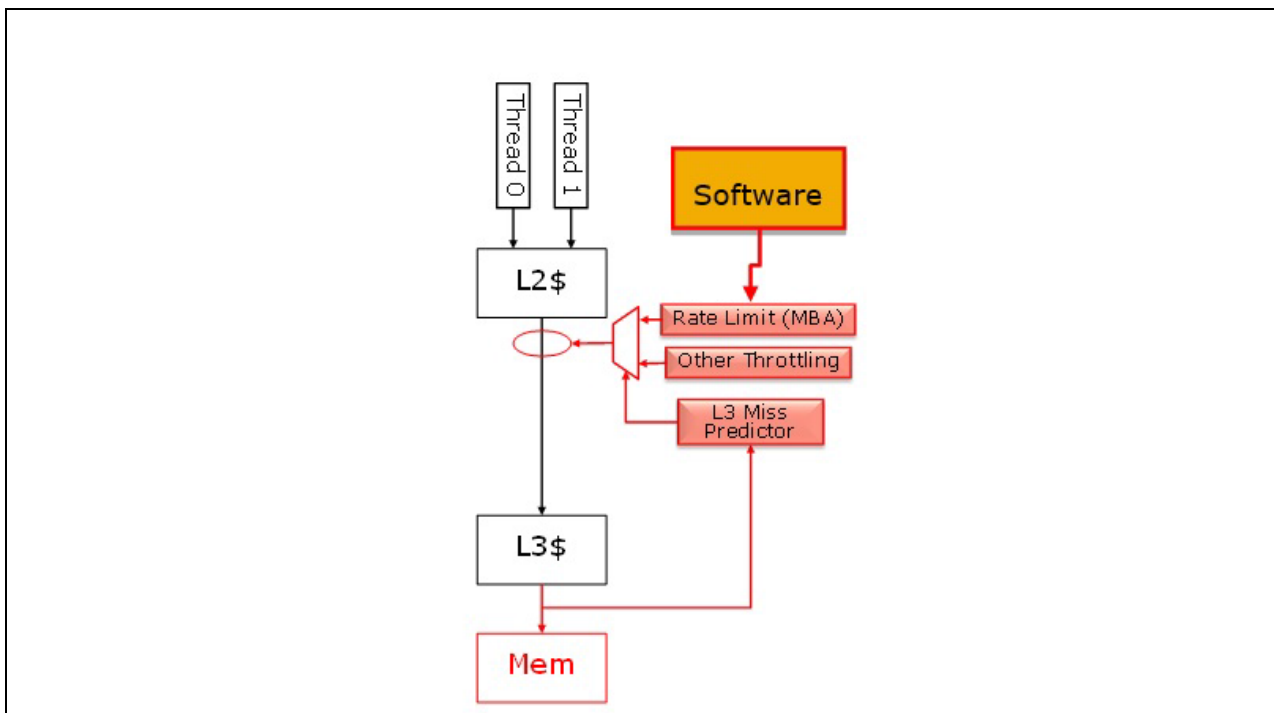 Thread 0
Thread 1
Software
L2$
Rate Limit (MBA)
Other Throttling
L3 Miss
Predictor
L3$
Mem